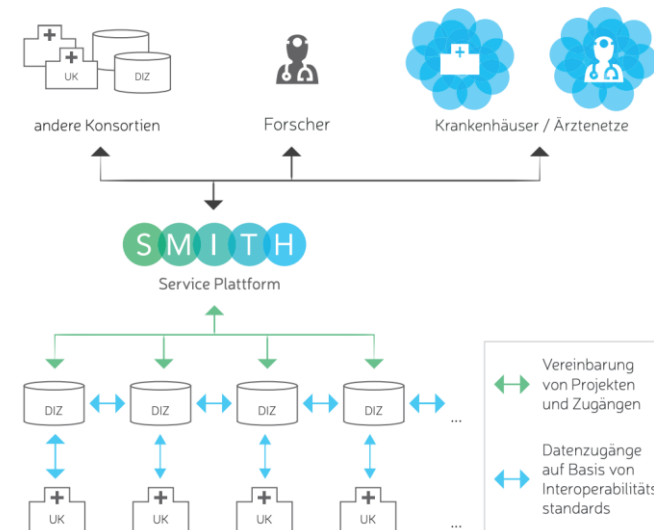 UK
UK
DIZ
andere Konsortien
Forscher
Krankenhäuser / Ärztenetze
SMITH
Service Plattform
DIZ
DIZ
DIZ
DIZ
...
UK
UK
UK
UK
...
Vereinbarung
von Projekten
und Zugängen
Datenzugänge
auf Basis von
Interoperabilitäts
standards